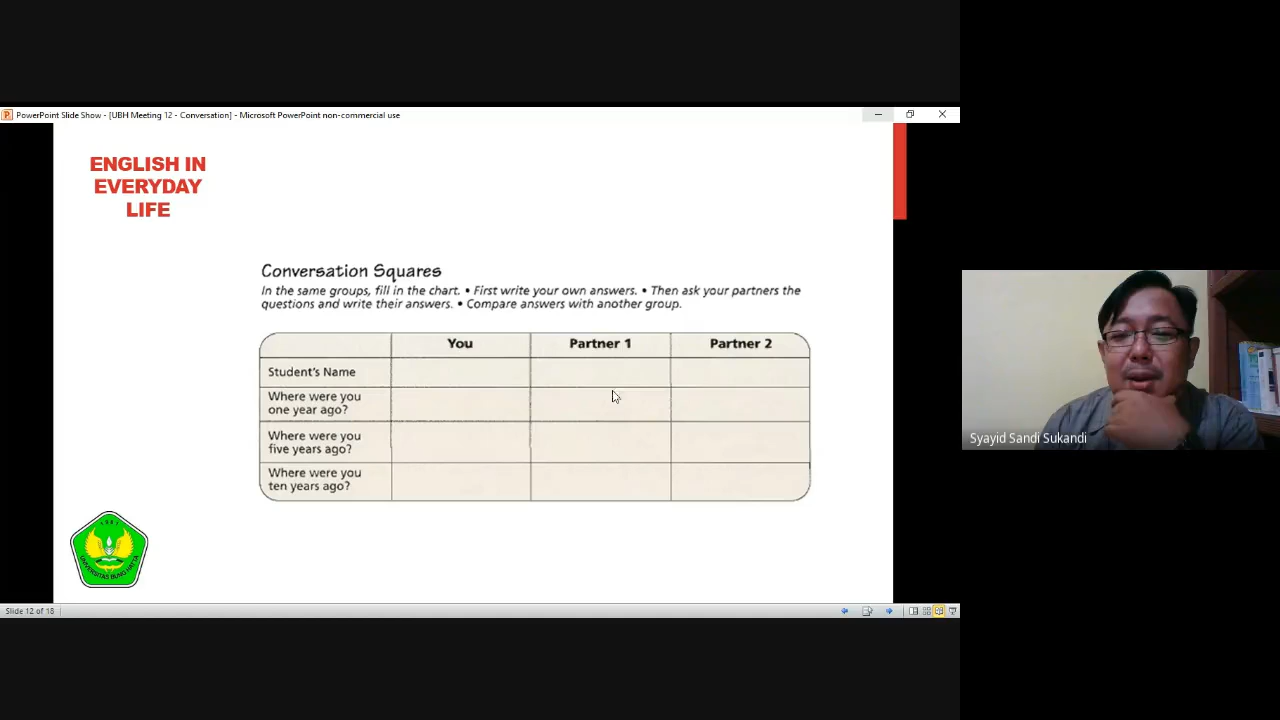 PowerPoint Slide Show - [UBH Meeting 12 - Conversation] - Microsoft PowerPoint non-commercial use
ENGLISH IN
EVERYDAY
LIFE
Conversation Squares
In the same groups, fill in the chart. • First write your own answers. • Then ask your partners the
questions and write their answers. • Compare answers with another group.
You Partner 1 Partner 2
Student's Name
Where were you
one year ago?
Where were you
five years ago?
Where were you
ten years ago?
Syayid Sandi Sukandi
1981
UNIVERSITAS BUNG HATTA
Slide 12 of 18